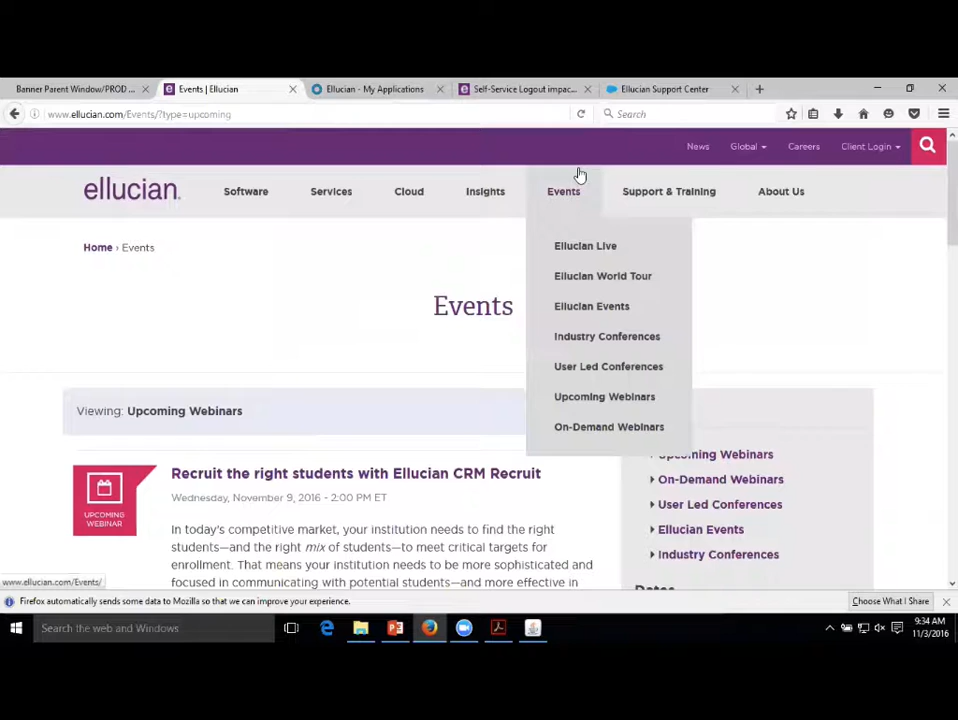 Banner Parent Window/PROD ...
Events | Ellucian
Ellucian - My Applications
Self-Service Logout impac...
Ellucian Support Center
www.ellucian.com/Events/?type=upcoming
Search
News
Global
Careers
Client Login
ellucian.
Software
Services
Cloud
Insights
Events
Support & Training
About Us
Home › Events
Ellucian Live
Ellucian World Tour
Ellucian Events
Industry Conferences
User Led Conferences
Upcoming Webinars
On-Demand Webinars
Events
Viewing: Upcoming Webinars
UPCOMING
WEBINAR
Recruit the right students with Ellucian CRM Recruit
Wednesday, November 9, 2016 - 2:00 PM ET
In today's competitive market, your institution needs to find the right
students—and the right mix of students—to meet critical targets for
enrollment. That means your institution needs to be more sophisticated and
focused in communicating with potential students—and more effective in
Upcoming Webinars
On-Demand Webinars
User Led Conferences
Ellucian Events
Industry Conferences
Dates
www.ellucian.com/Events/
Firefox automatically sends some data to Mozilla so that we can improve your experience.
Choose What I Share
Search the web and Windows
9:34 AM
11/3/2016